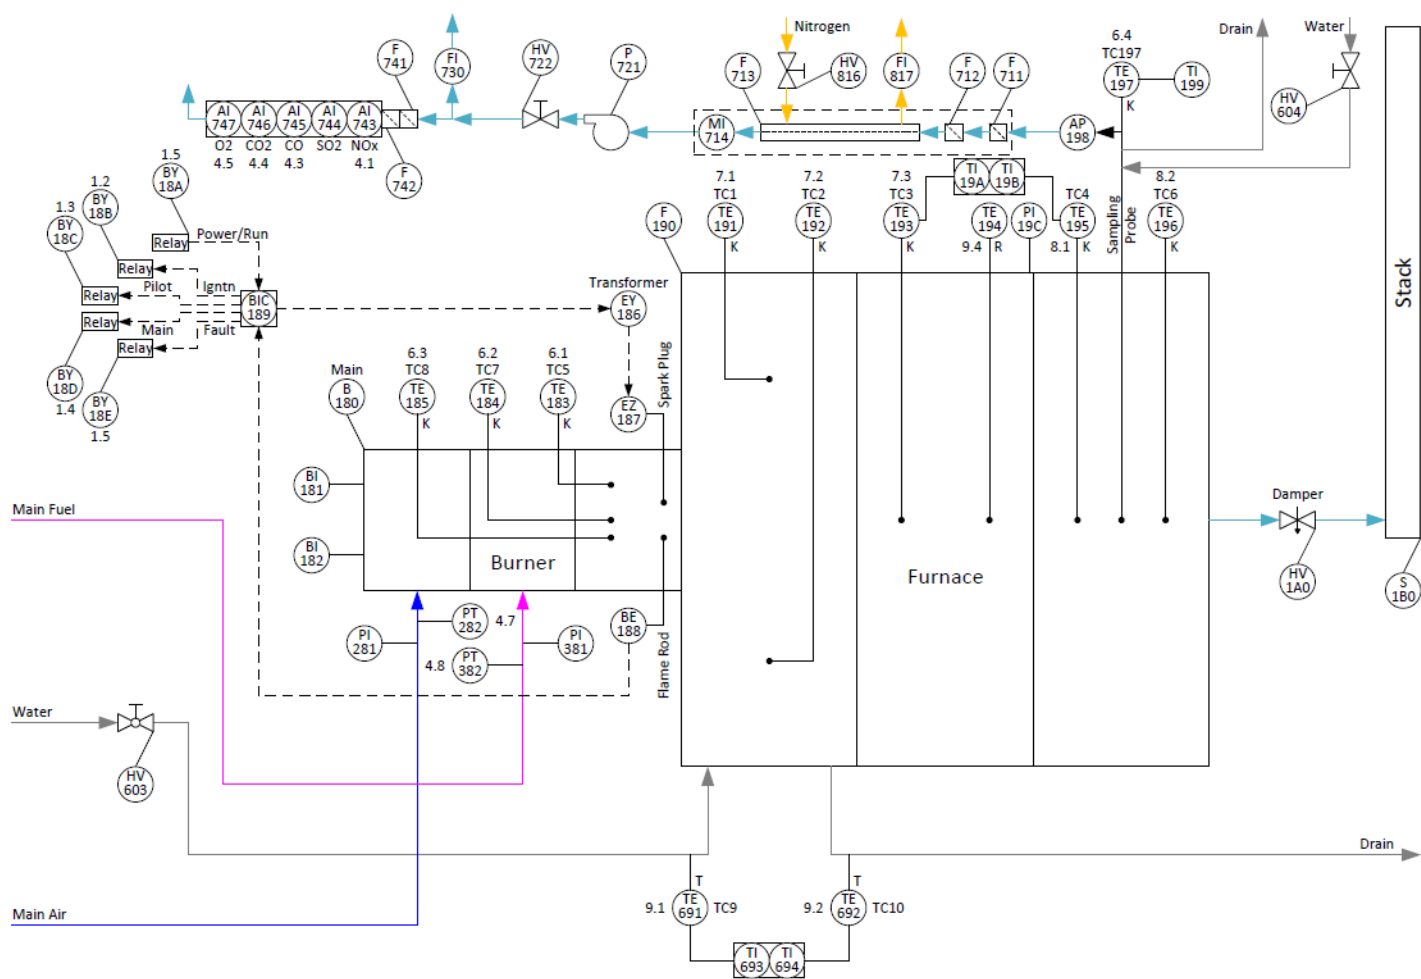 Nitrogen
Drain
Water
6.4
TC197
F
741
FI
730
HV
722
P
721
F
713
HV
816
FI
817
F
712
F
711
TE
197
K
TI
199
HV
604
AI
747
AI
746
AI
745
AI
744
AI
743
O2
CO2
CO
SO2
NOx
4.5
4.4
4.3
4.1
F
742
MI
714
AP
198
1.5
BY
18A
1.2
BY
18B
1.3
BY
18C
Relay
Power/Run
Relay
Igntn
Pilot
Relay
Relay
Main
Fault
Relay
BIC
189
BY
18D
1.4
BY
18E
1.5
Transformer
EY
186
EZ
187
Spark Plug
F
190
7.1
TC1
TE
191
K
7.2
TC2
TE
192
K
7.3
TC3
TE
193
K
TI
19A
TI
19B
TE
194
9.4
R
PI
19C
TC4
TE
195
8.1
K
Sampling
Probe
8.2
TC6
TE
196
K
Stack
Main
B
180
6.3
TC8
TE
185
K
6.2
TC7
TE
184
K
6.1
TC5
TE
183
K
BI
181
BI
182
Main Fuel
Burner
Furnace
Damper
HV
1A0
S
1B0
PI
281
PT
282
4.7
4.8
PT
382
PI
381
BE
188
Flame Rod
Water
HV
603
Drain
Main Air
T
9.1
TE
691
TC9
T
9.2
TE
692
TC10
TI
693
TI
694